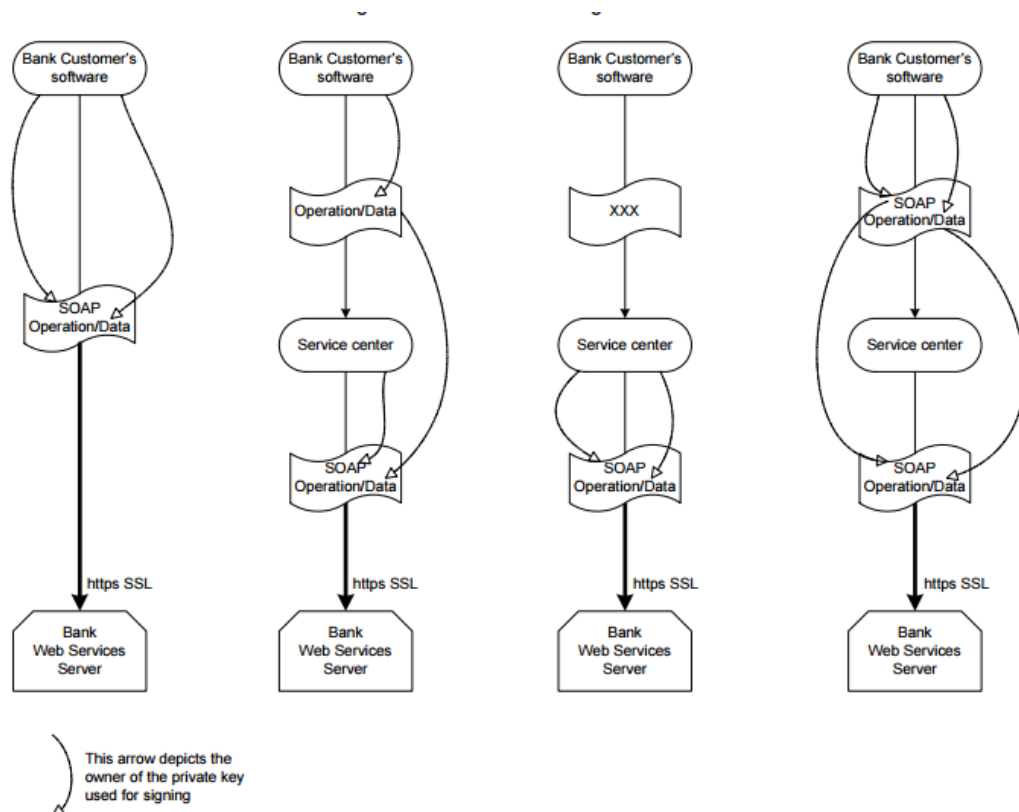 Bank Customer's
software
Bank Customer's
software
Bank Customer's
software
Bank Customer's
software
Operation/Data
XXX
SOAP
Operation/Data
SOAP
Operation/Data
Service center
Service center
Service center
SOAP
Operation/Data
SOAP
Operation/Data
SOAP
Operation/Data
https SSL
https SSL
https SSL
https SSL
Bank
Web Services
Server
Bank
Web Services
Server
Bank
Web Services
Server
Bank
Web Services
Server
This arrow depicts the
owner of the private key
used for signing